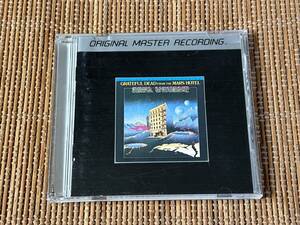 ORIGINAL MASTER RECORDING
GRATEFUL DEAD FROM THE MARS HOTEL